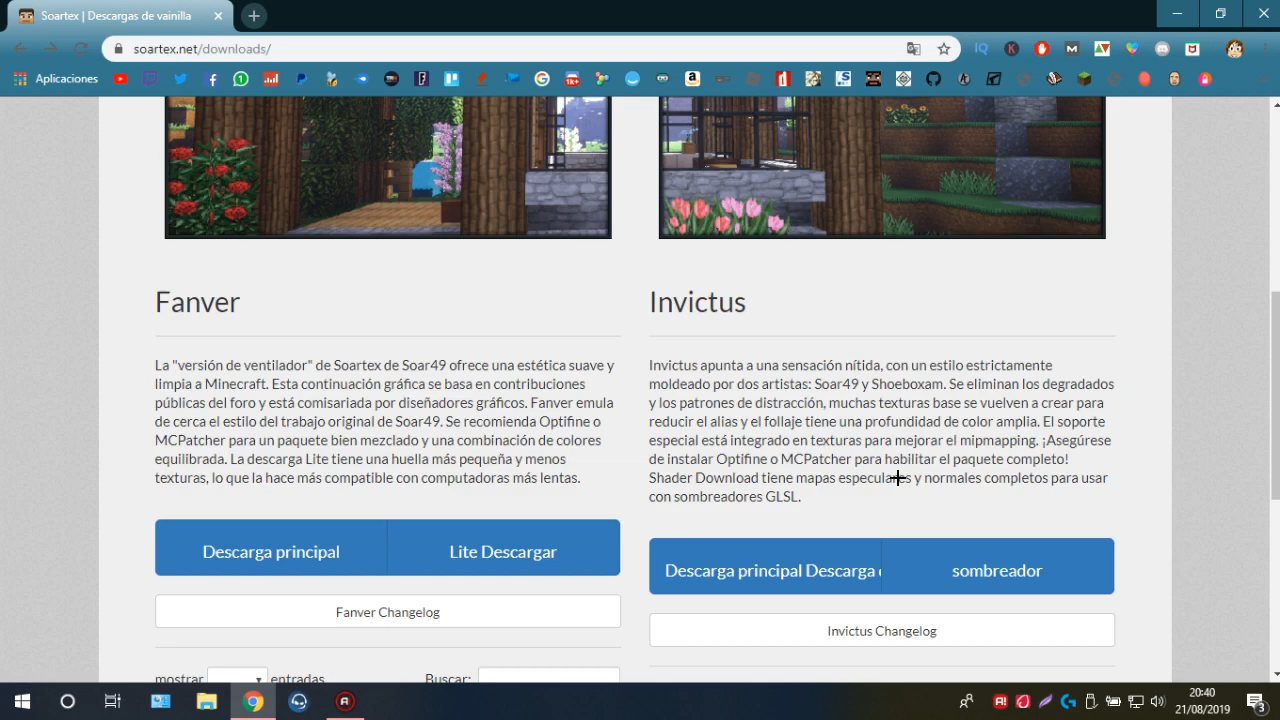 Soartex | Descargas de vainilla
soartex.net/downloads/
Aplicaciones
Fanver
La "versión de ventilador" de Soartex de Soar49 ofrece una estética suave y
limpia a Minecraft. Esta continuación gráfica se basa en contribuciones
públicas del foro y está comisariada por diseñadores gráficos. Fanver emula
de cerca el estilo del trabajo original de Soar49. Se recomienda Optifine o
MCPatcher para un paquete bien mezclado y una combinación de colores
equilibrada. La descarga Lite tiene una huella más pequeña y menos
texturas, lo que la hace más compatible con computadoras más lentas.
Descarga principal
Lite Descargar
Fanver Changelog
mostrar
entradas
Buscar:
Invictus
Invictus apunta a una sensación nítida, con un estilo estrictamente
moldeado por dos artistas: Soar49 y Shoeboxam. Se eliminan los degradados
y los patrones de distracción, muchas texturas base se vuelven a crear para
reducir el alias y el follaje tiene una profundidad de color amplia. El soporte
especial está integrado en texturas para mejorar el mipmapping. ¡Asegúrese
de instalar Optifine o MCPatcher para habilitar el paquete completo!
Shader Download tiene mapas especulares y normales completos para usar
con sombreadores GLSL.
Descarga principal Descarga
sombreador
Invictus Changelog
20:40
21/08/2019
3